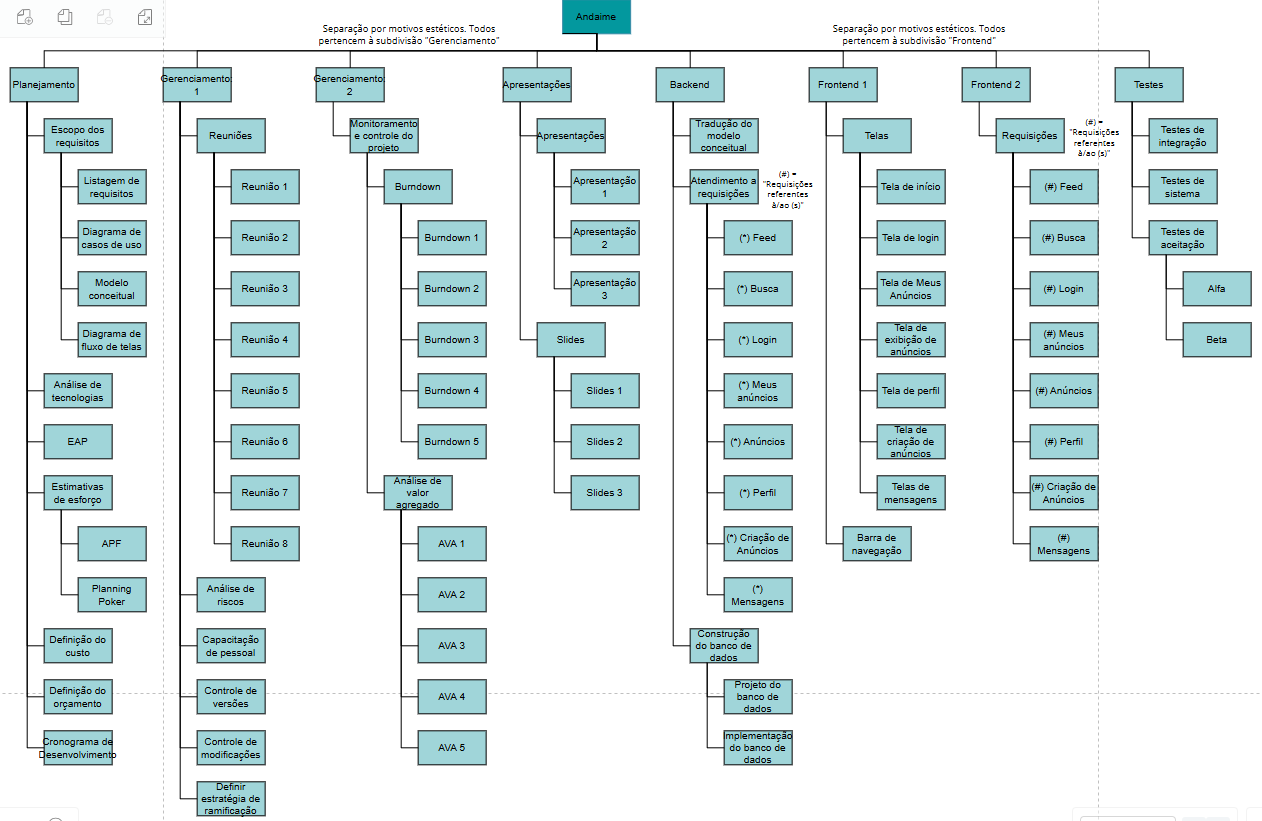 Andaime
Separação por motivos estéticos. Todos
pertencem à subdivisão "Gerenciamento"
Separação por motivos estéticos. Todos
pertencem à subdivisão "Frontend"
Planejamento
Escopo dos
requisitos
Listagem de
requisitos
Diagrama de
casos de uso
Modelo
conceitual
Diagrama de
fluxo de telas
Análise de
tecnologias
EAP
Estimativas
de esforço
APF
Planning
Poker
Definição do
custo
Definição do
orçamento
Cronograma de
Desenvolvimento
Gerenciamento:
1
Reuniões
Reunião 1
Reunião 2
Reunião 3
Reunião 4
Reunião 5
Reunião 6
Reunião 7
Reunião 8
Análise de
riscos
Capacitação
de pessoal
Controle de
versões
Controle de
modificações
Definir
estratégia de
ramificação
Gerenciamento:
2
Monitoramento
e controle do
projeto
Burndown
Burndown 1
Burndown 2
Burndown 3
Burndown 4
Burndown 5
Análise de
valor
agregado
AVA 1
AVA 2
AVA 3
AVA 4
AVA 5
Apresentações
Apresentações
Apresentação
1
Apresentação
2
Apresentação
3
Slides
Slides 1
Slides 2
Slides 3
Backend
Tradução do
modelo
conceitual
Atendimento a
requisições
(#) =
"Requisições
referentes
à/ao (s)"
(*) Feed
(*) Busca
(*) Login
(*) Meus
anúncios
(*) Anúncios
(*) Perfil
(*) Criação de
Anúncios
(*)
Mensagens
Construção
do banco de
dados
Projeto do
banco de
dados
Implementação
do banco de
dados
Frontend 1
Telas
Tela de início
Tela de login
Tela de Meus
Anúncios
Tela de
exibição de
anúncios
Tela de perfil
Tela de
criação de
anúncios
Telas de
mensagens
Barra de
navegação
Frontend 2
Requisições
(#) =
"Requisições
referentes
à/ao (s)"
(#) Feed
(#) Busca
(#) Login
(#) Meus
anúncios
(#) Anúncios
(#) Perfil
(#) Criação de
Anúncios
(#)
Mensagens
Testes
Testes de
integração
Testes de
sistema
Testes de
aceitação
Alfa
Beta